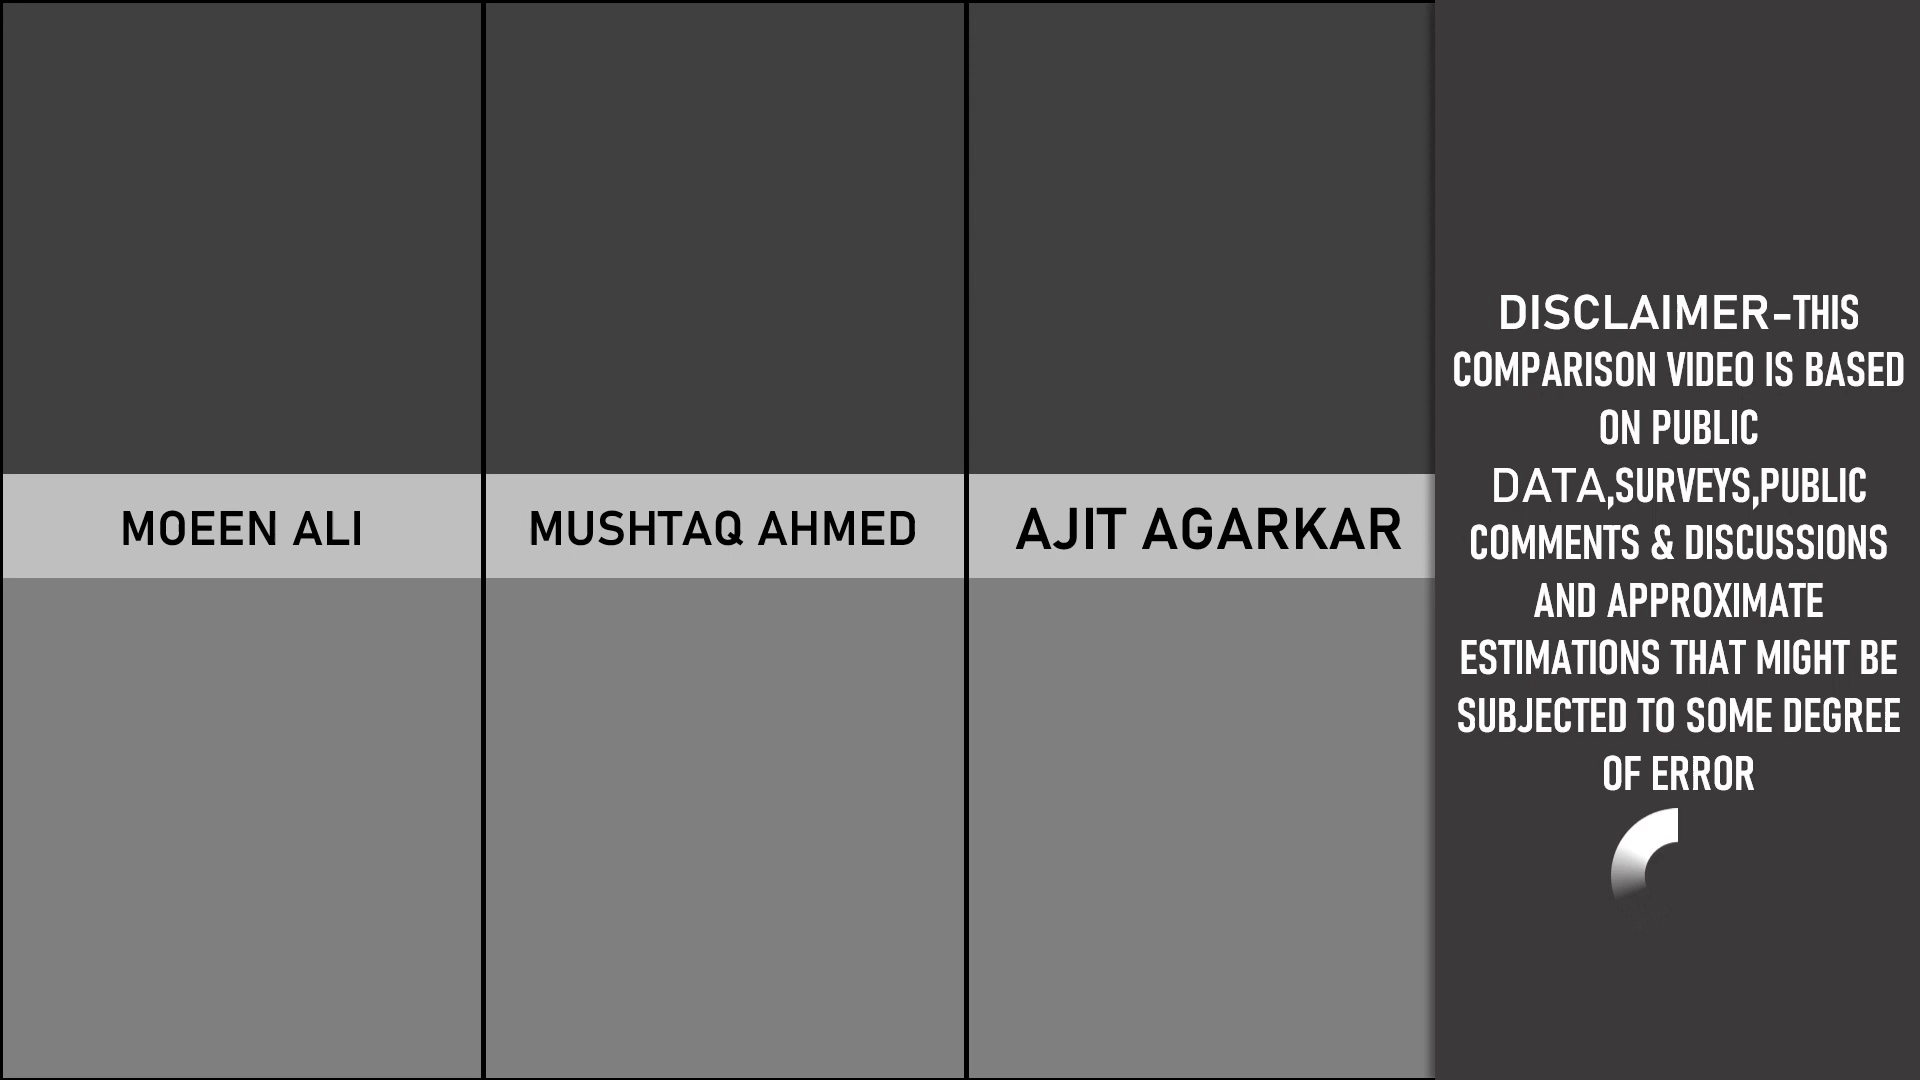 MOEEN ALI
MUSHTAQ AHMED
AJIT AGARKAR
DISCLAIMER-THIS
COMPARISON VIDEO IS BASED
ON PUBLIC
DATA,SURVEYS,PUBLIC
COMMENTS & DISCUSSIONS
AND APPROXIMATE
ESTIMATIONS THAT MIGHT BE
SUBJECTED TO SOME DEGREE
OF ERROR